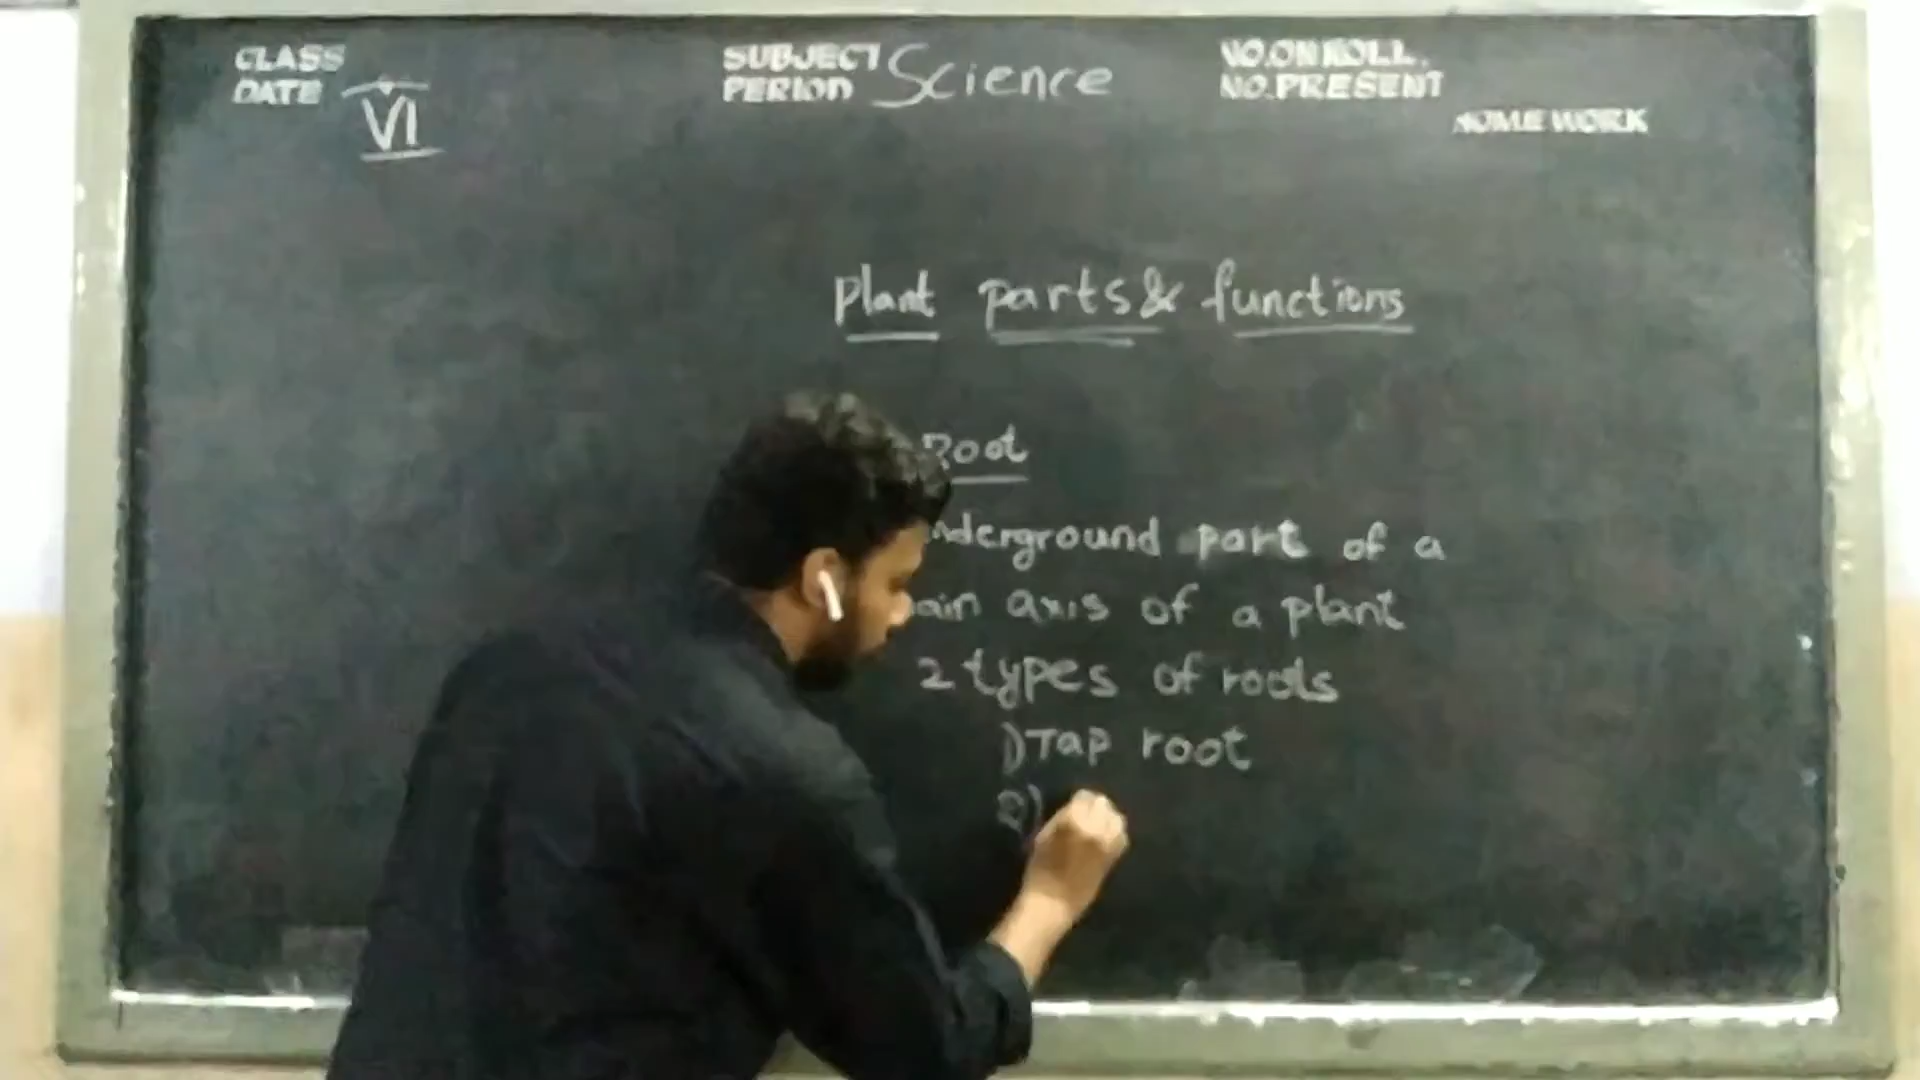 CLASS
DATE
VI
SUBJECT Science
PERIOD
NO.ON ROLL.
NO.PRESENT
HOME WORK
Plant parts & functions
Root
nderground part of a
ain axis of a plant
2 types of roots
1) Tap root
2)